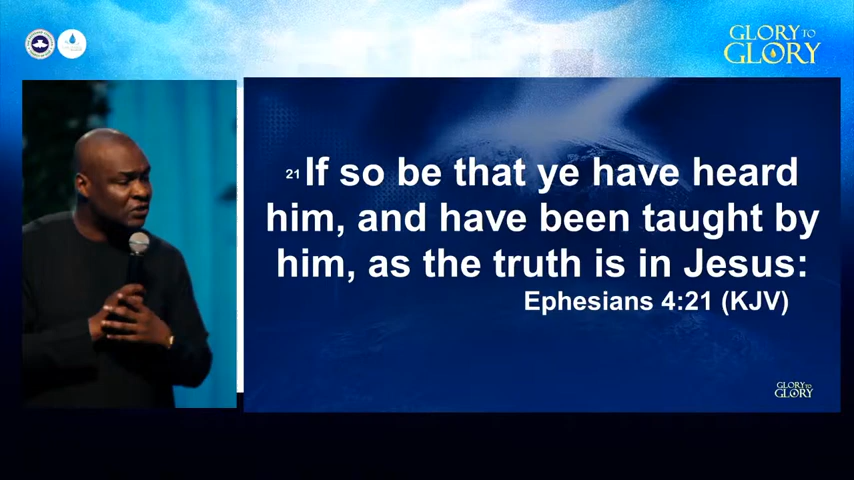 GLORY TO
GLORY
21 If so be that ye have heard
him, and have been taught by
him, as the truth is in Jesus:
Ephesians 4:21 (KJV)
GLORY TO
GLORY